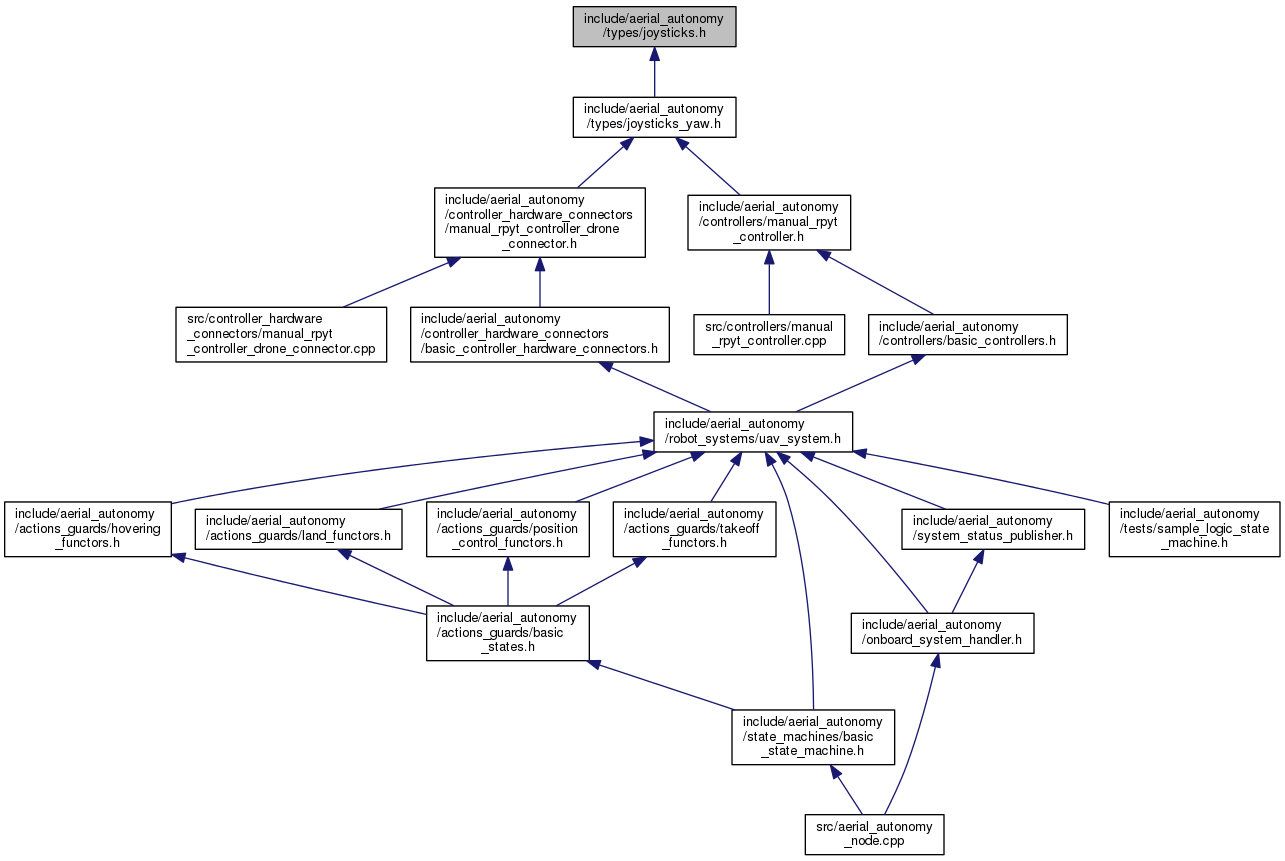 include/aerial_autonomy
/types/joysticks.h
include/aerial_autonomy
/types/joysticks_yaw.h
include/aerial_autonomy
/controller_hardware_connectors
/manual_rpyt_controller_drone
_connector.h
include/aerial_autonomy
/controllers/manual_rpyt
_controller.h
src/controller_hardware
_connectors/manual_rpyt
_controller_drone_connector.cpp
include/aerial_autonomy
/controller_hardware_connectors
/basic_controller_hardware_connectors.h
src/controllers/manual
_rpyt_controller.cpp
include/aerial_autonomy
/controllers/basic_controllers.h
include/aerial_autonomy
/robot_systems/uav_system.h
include/aerial_autonomy
/actions_guards/hovering
_functors.h
include/aerial_autonomy
/actions_guards/land_functors.h
include/aerial_autonomy
/actions_guards/position
_control_functors.h
include/aerial_autonomy
/actions_guards/takeoff
_functors.h
include/aerial_autonomy
/system_status_publisher.h
include/aerial_autonomy
/tests/sample_logic_state
_machine.h
include/aerial_autonomy
/actions_guards/basic
_states.h
include/aerial_autonomy
/onboard_system_handler.h
include/aerial_autonomy
/state_machines/basic
_state_machine.h
src/aerial_autonomy
_node.cpp